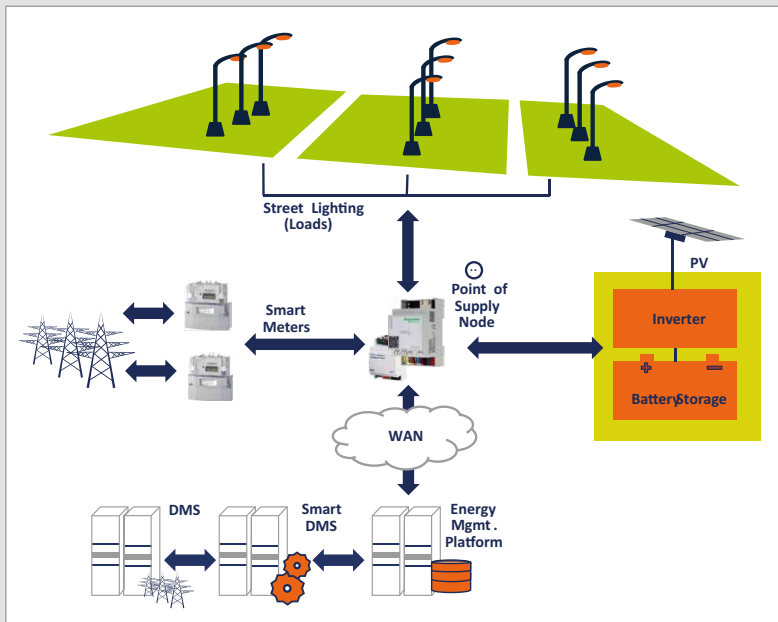 Street Lighting
(Loads)
PV
Point of
Supply
Node
Smart
Meters
Inverter
Battery Storage
WAN
DMS
Smart
DMS
Energy
Mgmt.
Platform